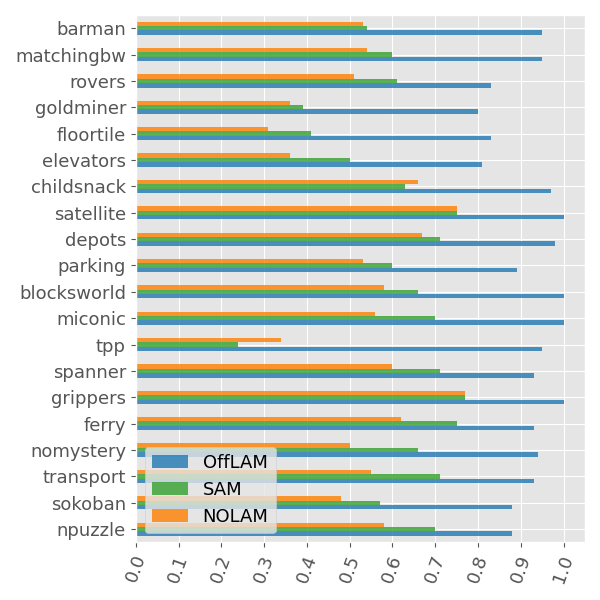 barman
matchingbw
rovers
goldminer
floortile
elevators
childsnack
satellite
depots
parking
blocksworld
miconic
tpp
spanner
grippers
ferry
nomystery
transport
sokoban
npuzzle
OffLAM
SAM
NOLAM
0.0 0.1 0.2 0.3 0.4 0.5 0.6 0.7 0.8 0.9 1.0